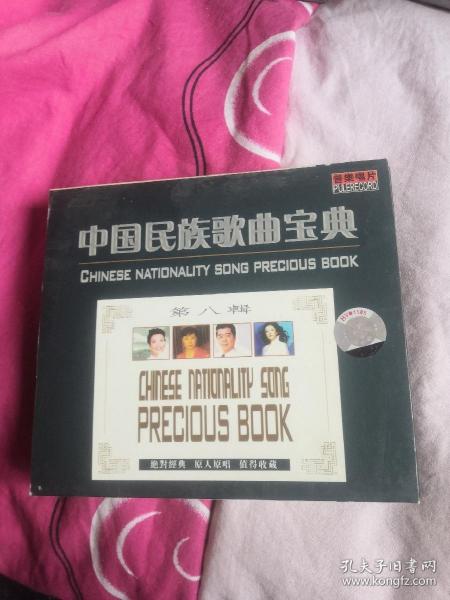 普樂唱片
PULERECORD
中国民族歌曲宝典
CHINESE NATIONALITY SONG PRECIOUS BOOK
第八輯
CHINESE NATIONALITY SONG
PRECIOUS BOOK
絕對經典 原人原唱 值得收藏
孔夫子旧书网
www.kongfz.com